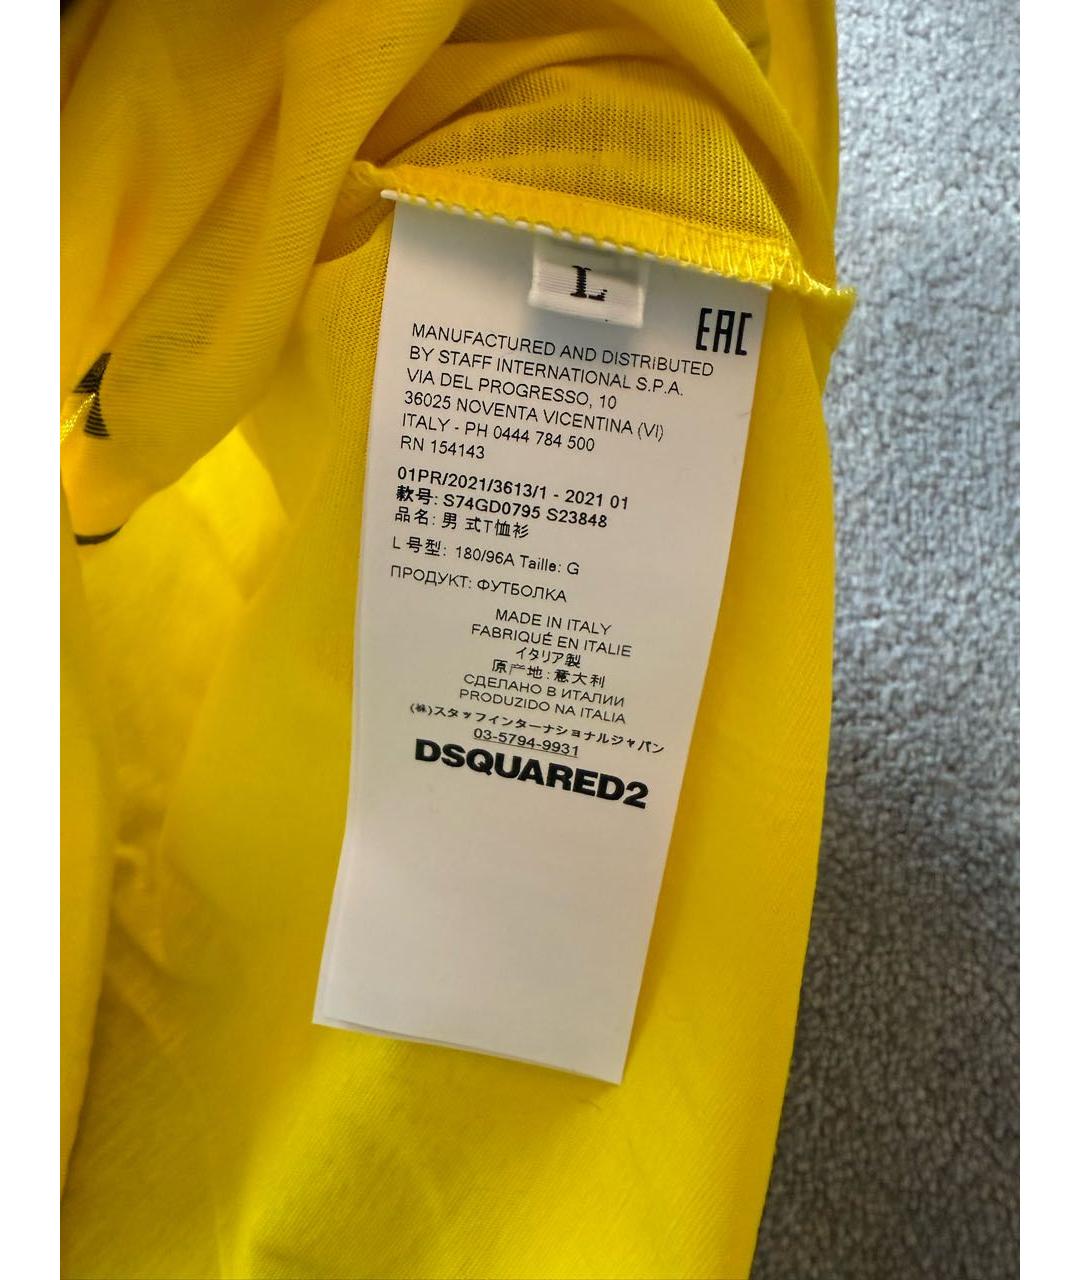 L
EAC
MANUFACTURED AND DISTRIBUTED
BY STAFF INTERNATIONAL S.P.A.
VIA DEL PROGRESSO, 10
36025 NOVENTA VICENTINA (VI)
ITALY - PH 0444 784 500
RN 154143
01PR/2021/3613/1 - 2021 01
款号: S74GD0795 S23848
品名: 男 式T恤衫
L 号型: 180/96A Taille: G
ПРОДУКТ: ФУТБОЛКА
MADE IN ITALY
FABRIQUÉ EN ITALIE
イタリア製
原产地: 意大利
СДЕЛАНО В ИТАЛИИ
PRODUZIDO NA ITALIA
(株)スタッフインターナショナルジャパン
03-5794-9931
DSQUARED2